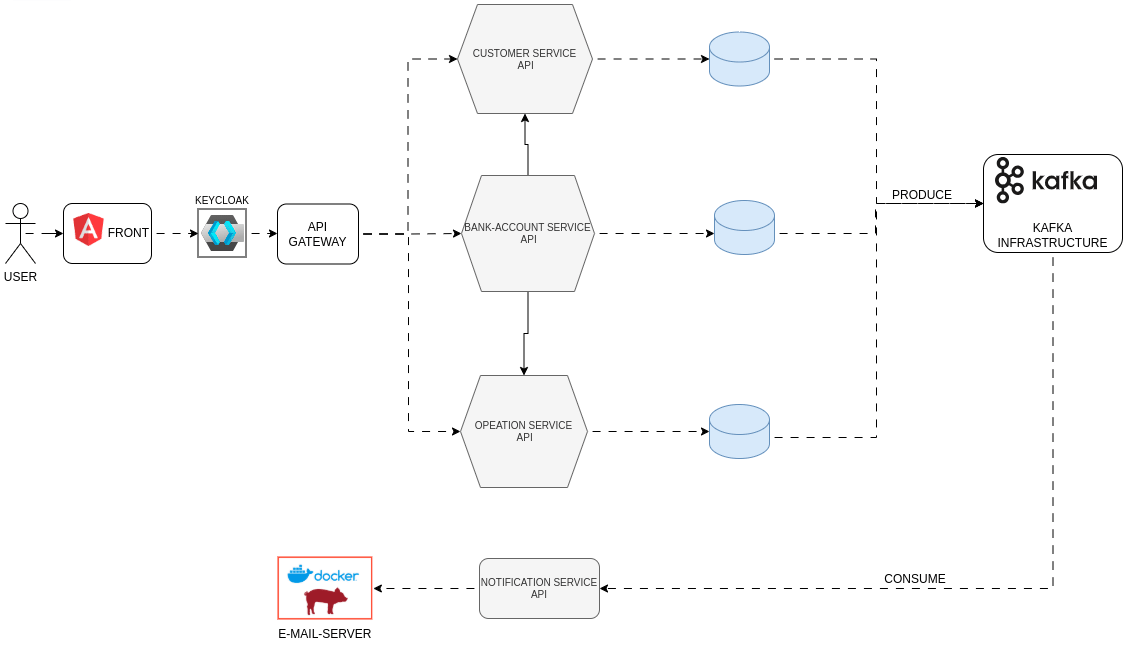 CUSTOMER SERVICE
API
kafka
PRODUCE
KEYCLOAK
FRONT
API
GATEWAY
BANK-ACCOUNT SERVICE
API
KAFKA
INFRASTRUCTURE
USER
OPEATION SERVICE
API
docker
NOTIFICATION SERVICE
API
CONSUME
E-MAIL-SERVER